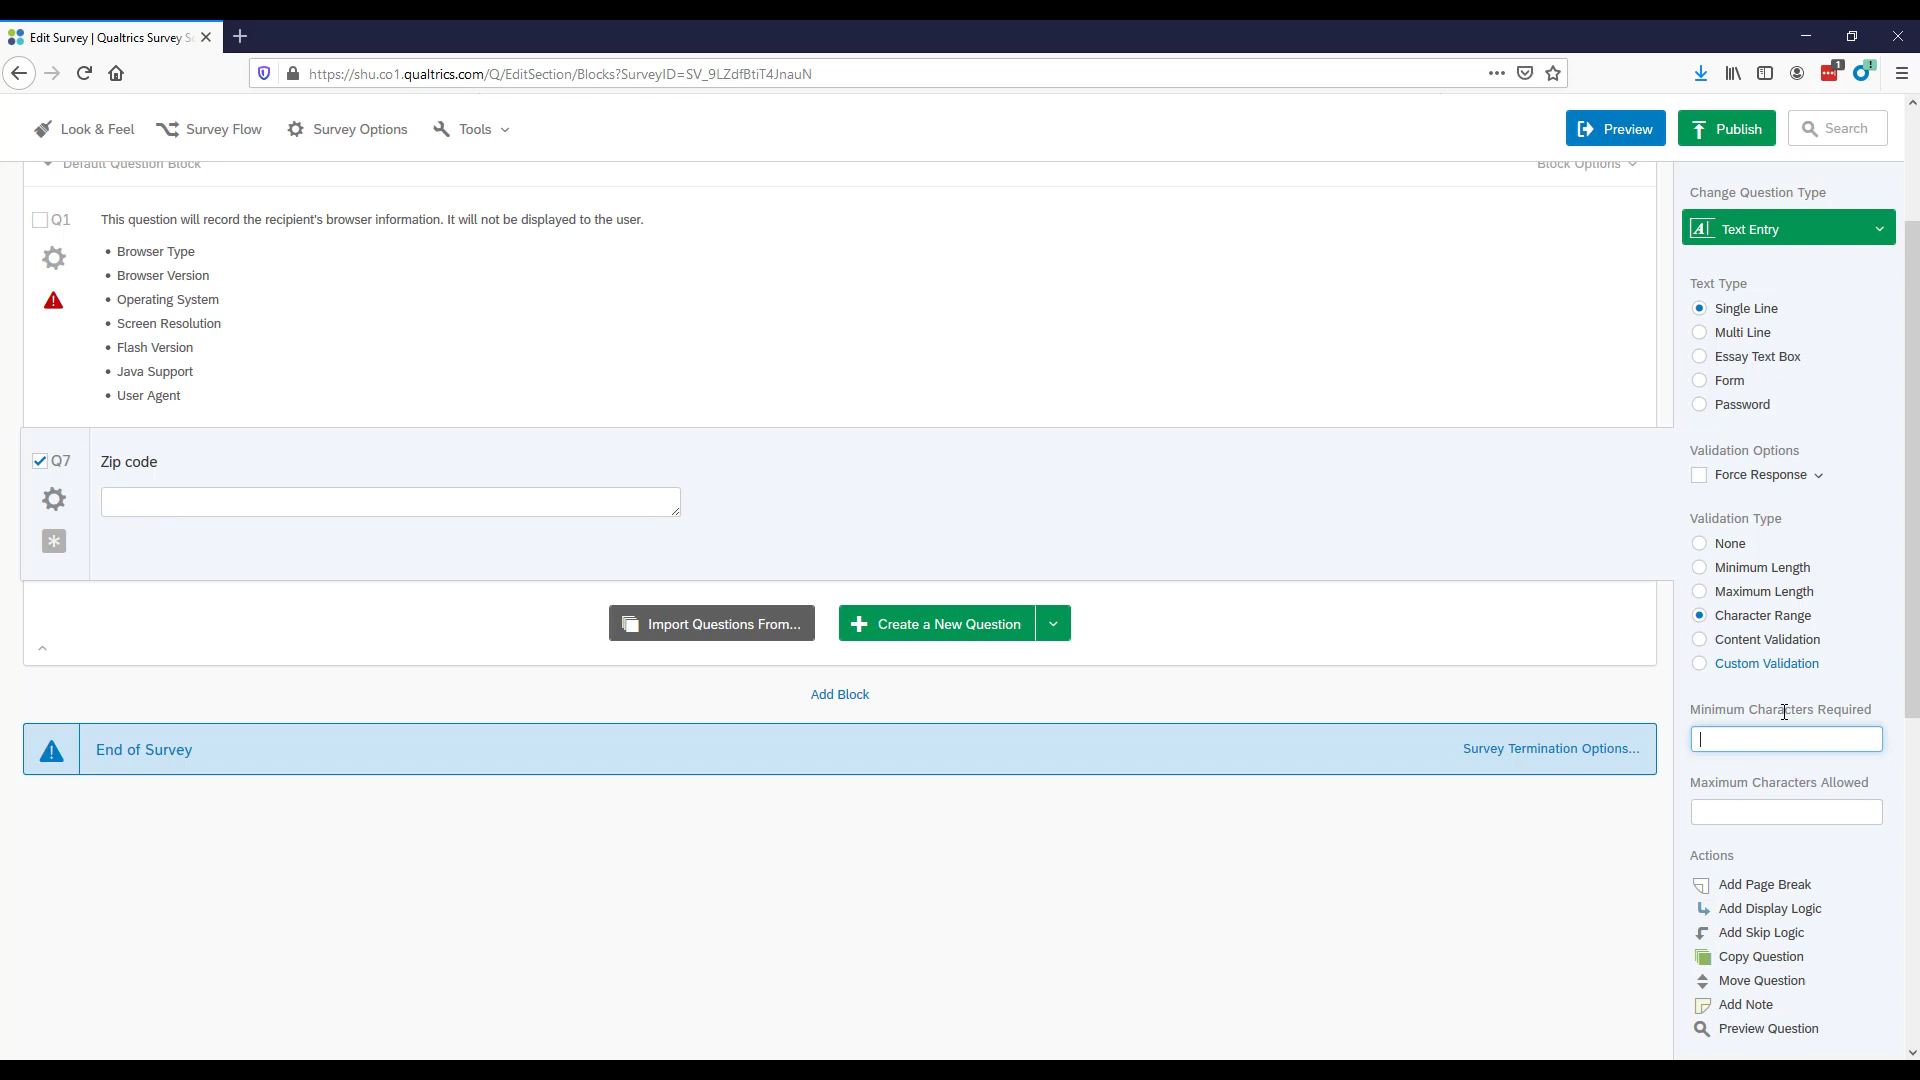 Edit Survey | Qualtrics Survey S
https://shu.co1.qualtrics.com/Q/EditSection/Blocks?SurveyID=SV_9LZdfBtiT4JnauN
1
!
Look & Feel
Survey Flow
Survey Options
Tools
Preview
Publish
Search
Default Question Block
Block Options
Q1
This question will record the recipient's browser information. It will not be displayed to the user.
• Browser Type
• Browser Version
• Operating System
• Screen Resolution
• Flash Version
• Java Support
• User Agent
Q7
Zip code
Import Questions From...
Create a New Question
Add Block
End of Survey
Survey Termination Options...
Change Question Type
Text Entry
Text Type
Single Line
Multi Line
Essay Text Box
Form
Password
Validation Options
Force Response
Validation Type
None
Minimum Length
Maximum Length
Character Range
Content Validation
Custom Validation
Minimum Characters Required
Maximum Characters Allowed
Actions
Add Page Break
Add Display Logic
Add Skip Logic
Copy Question
Move Question
Add Note
Preview Question